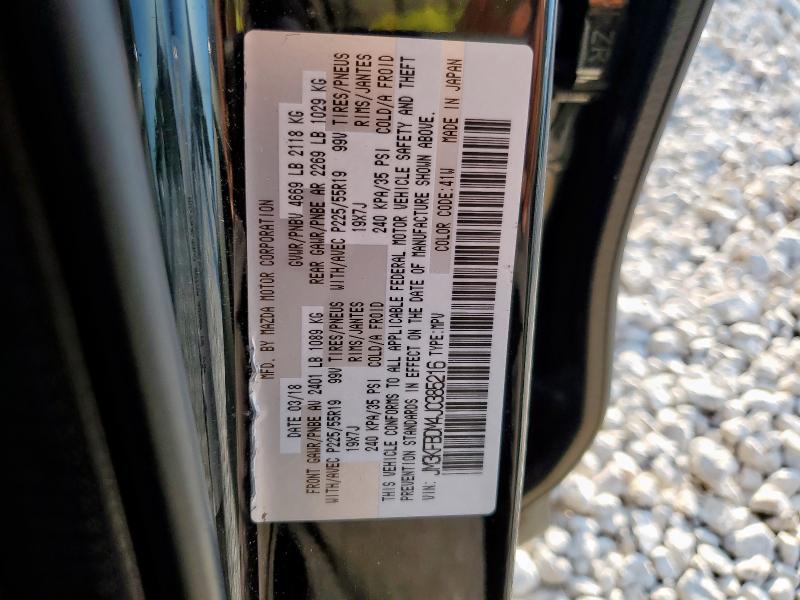 MFD. BY MAZDA MOTOR CORPORATION
DATE 03/18 GVWR/PNBV 4669 LB 2118 KG
FRONT GAWR/PNBE AV 2401 LB 1089 KG REAR GAWR/PNBE AR 2269 LB 1029 KG
WITH/AVEC P225/55R19 99V TIRES/PNEUS WITH/AVEC P225/55R19 99V TIRES/PNEUS
19X7J RIMS/JANTES 19X7J RIMS/JANTES
240 KPA/35 PSI COLD/A FROID 240 KPA/35 PSI COLD/A FROID
THIS VEHICLE CONFORMS TO ALL APPLICABLE FEDERAL MOTOR VEHICLE SAFETY AND THEFT
PREVENTION STANDARDS IN EFFECT ON THE DATE OF MANUFACTURE SHOWN ABOVE.
VIN: JM3KFBDM4J0385216 TYPE:MPV COLOR CODE:41W MADE IN JAPAN